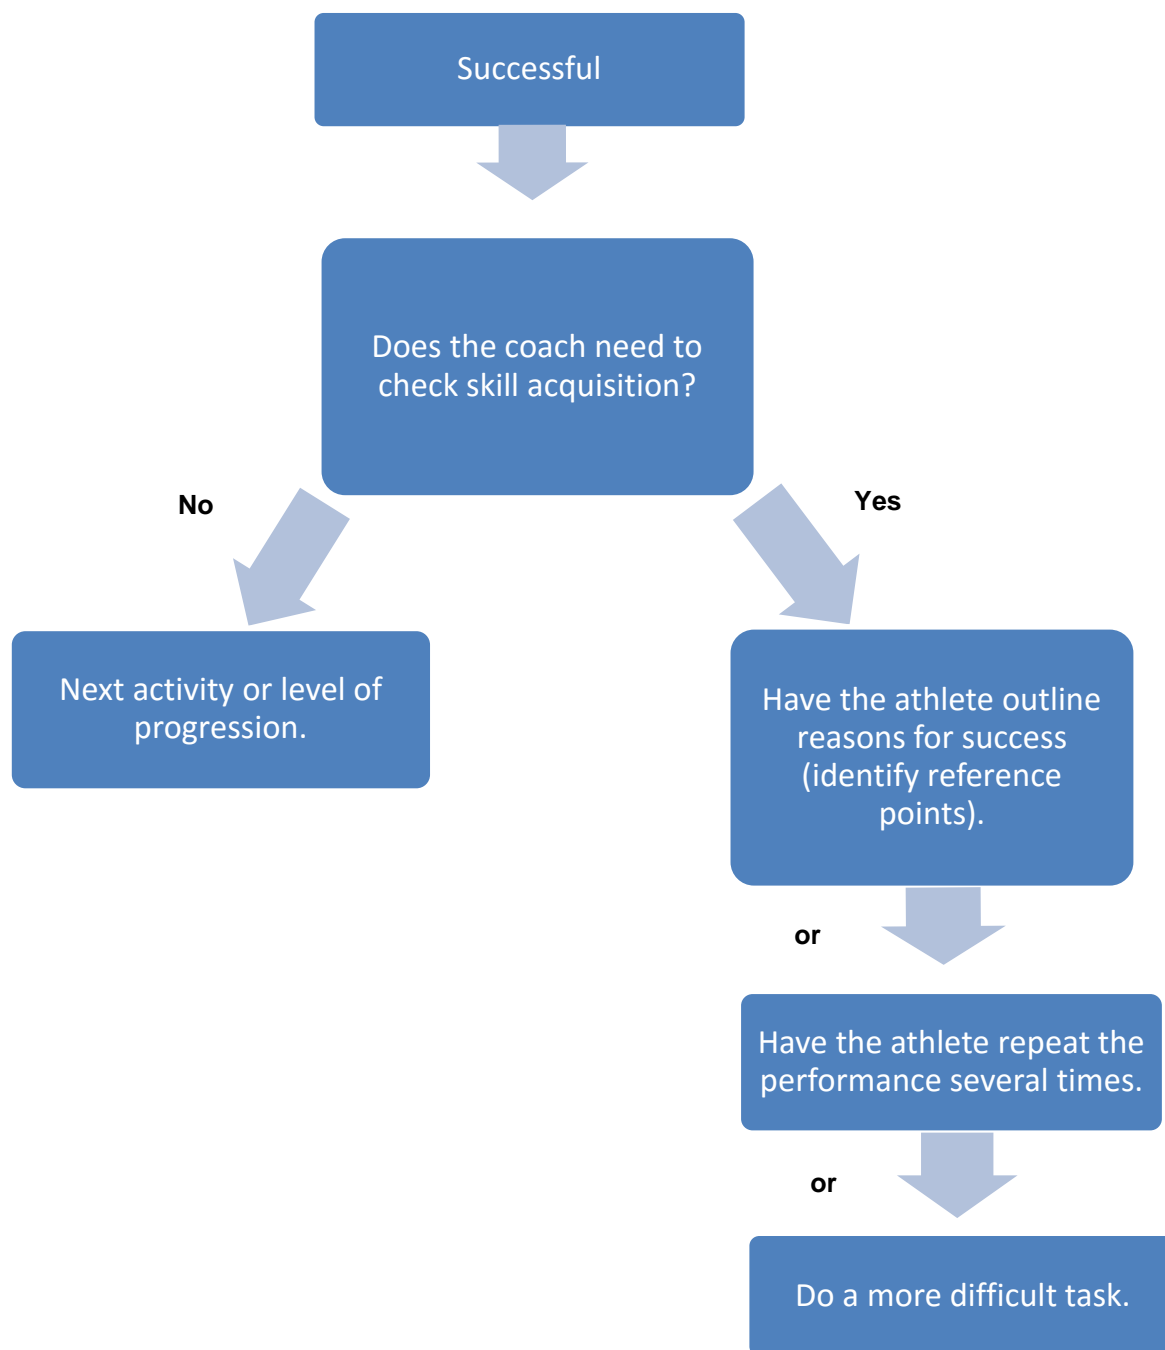 Successful
Does the coach need to
check skill acquisition?
No
Yes
Next activity or level of
progression.
Have the athlete outline
reasons for success
(identify reference
points).
or
Have the athlete repeat the
performance several times.
or
Do a more difficult task.